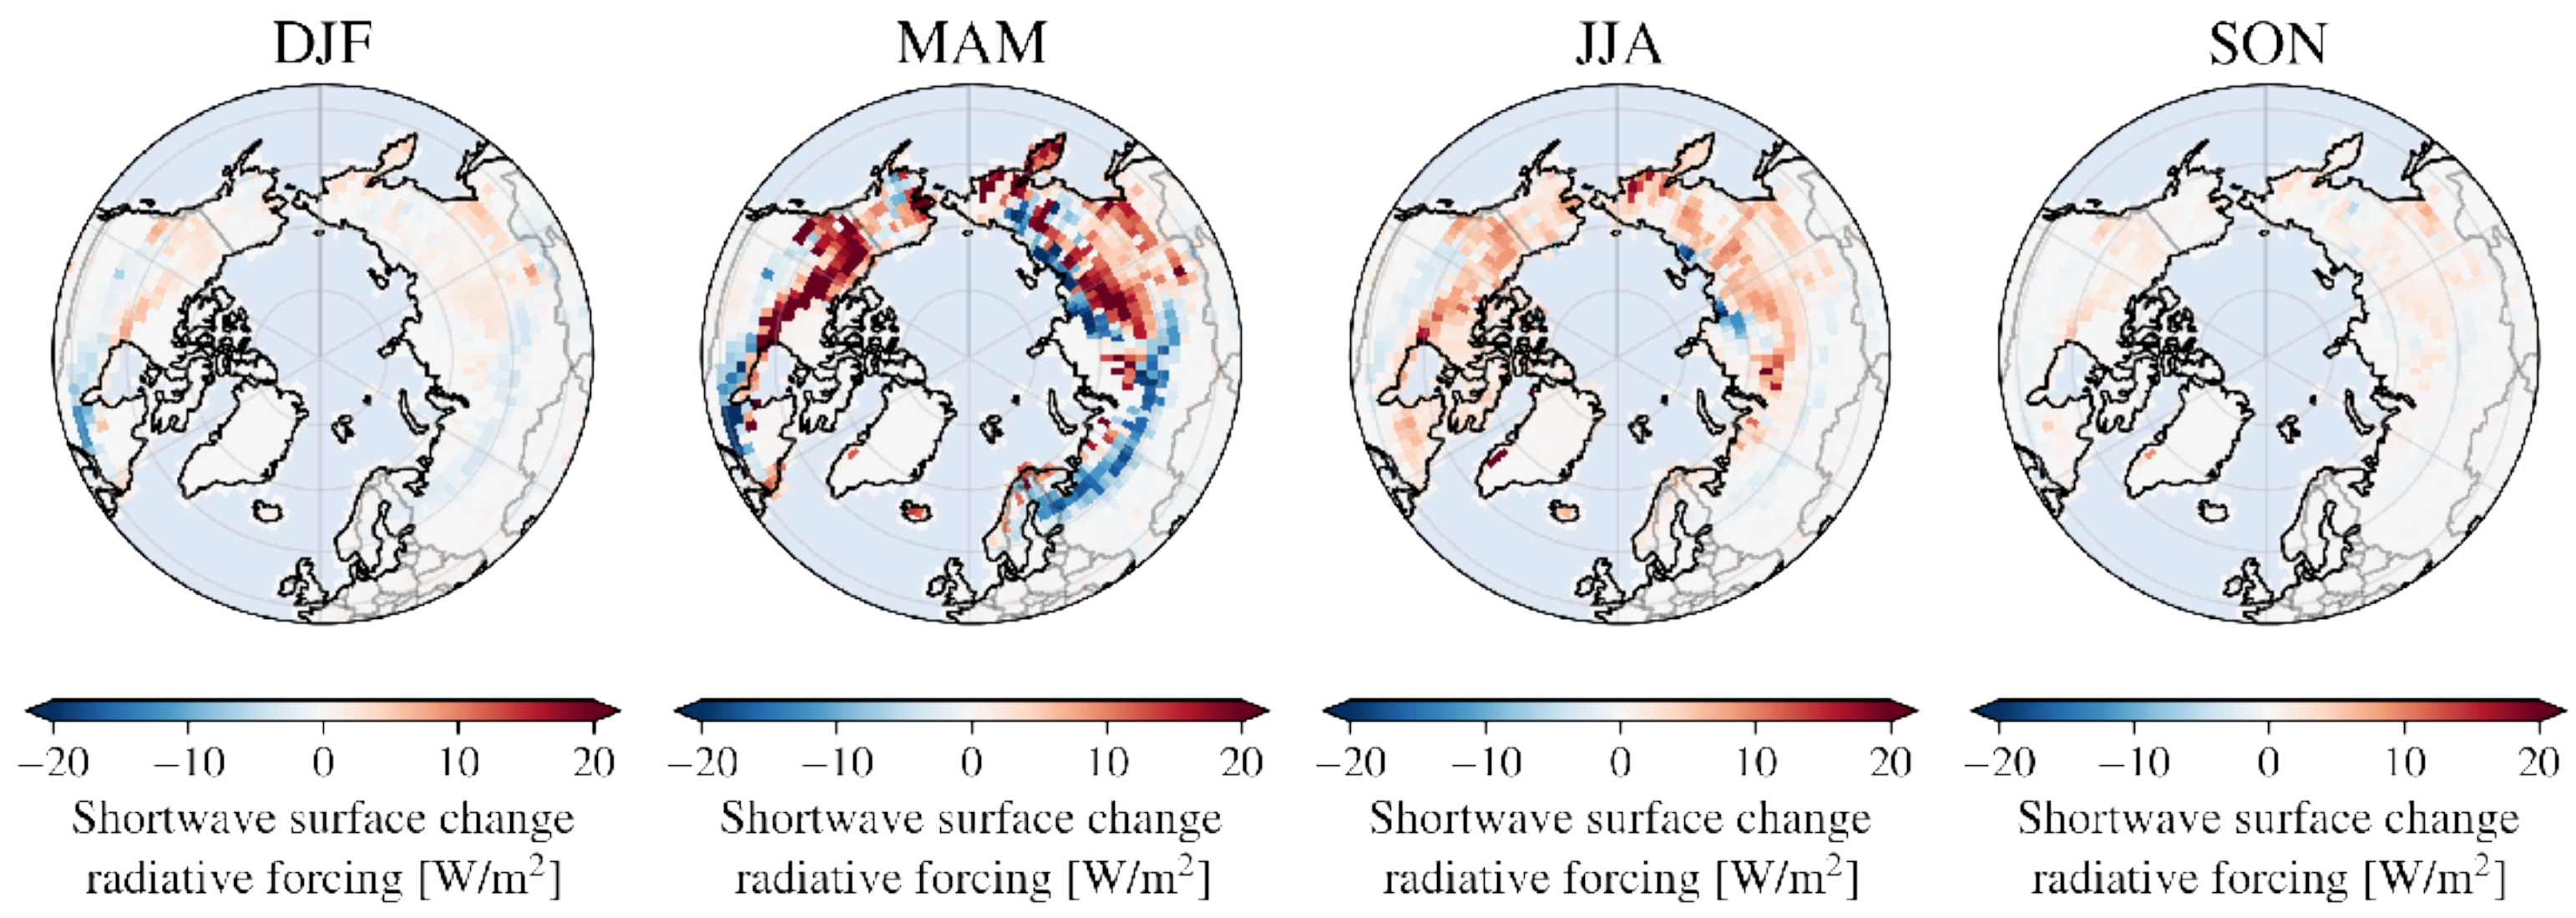 DJF MAM JJA SON
−20 −10 0 10 20 −20 −10 0 10 20 −20 −10 0 10 20 −20 −10 0 10 20
Shortwave surface change Shortwave surface change Shortwave surface change Shortwave surface change
radiative forcing [W/m²] radiative forcing [W/m²] radiative forcing [W/m²] radiative forcing [W/m²]